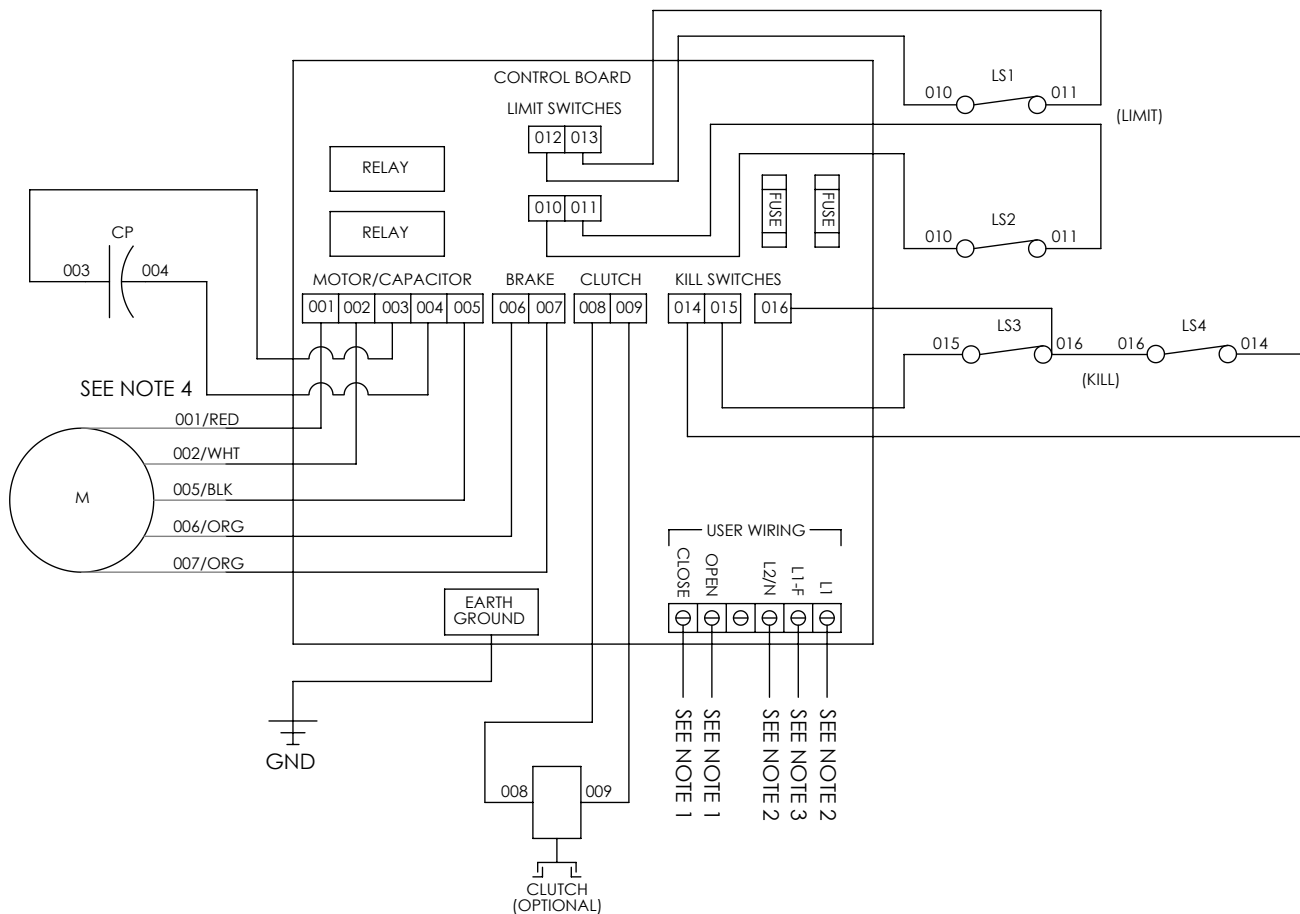 CONTROL BOARD
LIMIT SWITCHES
012 013
010 011
RELAY
RELAY
FUSE
FUSE
LS1
010 011
(LIMIT)
LS2
010 011
CP
003 004
MOTOR/CAPACITOR
001 002 003 004 005
BRAKE
006 007
CLUTCH
008 009
KILL SWITCHES
014 015 016
LS3
015 016
LS4
016 014
(KILL)
SEE NOTE 4
001/RED
002/WHT
005/BLK
006/ORG
007/ORG
M
EARTH
GROUND
GND
USER WIRING
CLOSE
OPEN
L2/N
L1-F
L1
SEE NOTE 1
SEE NOTE 1
SEE NOTE 2
SEE NOTE 3
SEE NOTE 2
008 009
CLUTCH
(OPTIONAL)